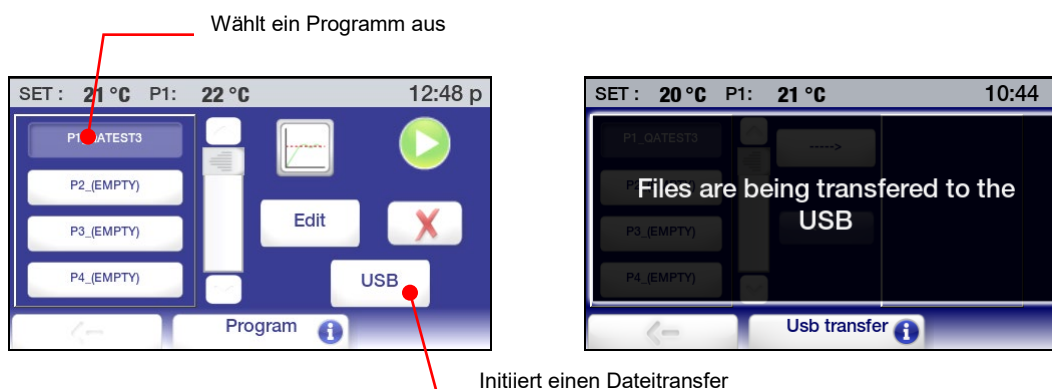 Wählt ein Programm aus
SET : 21 °C P1: 22 °C 12:48 p
P1_QATEST3
P2_(EMPTY)
P3_(EMPTY)
P4_(EMPTY)
Edit
X
USB
Program i
Initiiert einen Dateitransfer
SET : 20 °C P1: 21 °C 10:44
P1_QATEST3
----->
Files are being transfered to the
USB
P3_(EMPTY)
P4_(EMPTY)
Usb transfer i